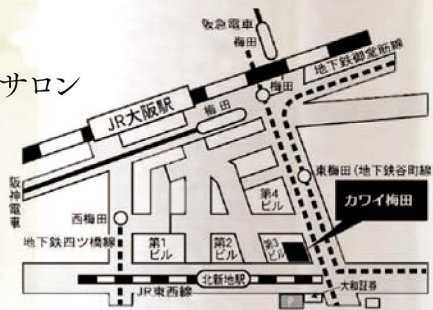 阪急電車
梅田
地下鉄御堂筋線
サロン
梅田
JR大阪駅
梅田
東梅田(地下鉄谷町線
阪神電車
カワイ梅田
第4
ビル
西梅田
地下鉄四ツ橋線
第1
ビル
第2
ビル
第3
ビル
北新地駅
JR東西線
大和証券
P